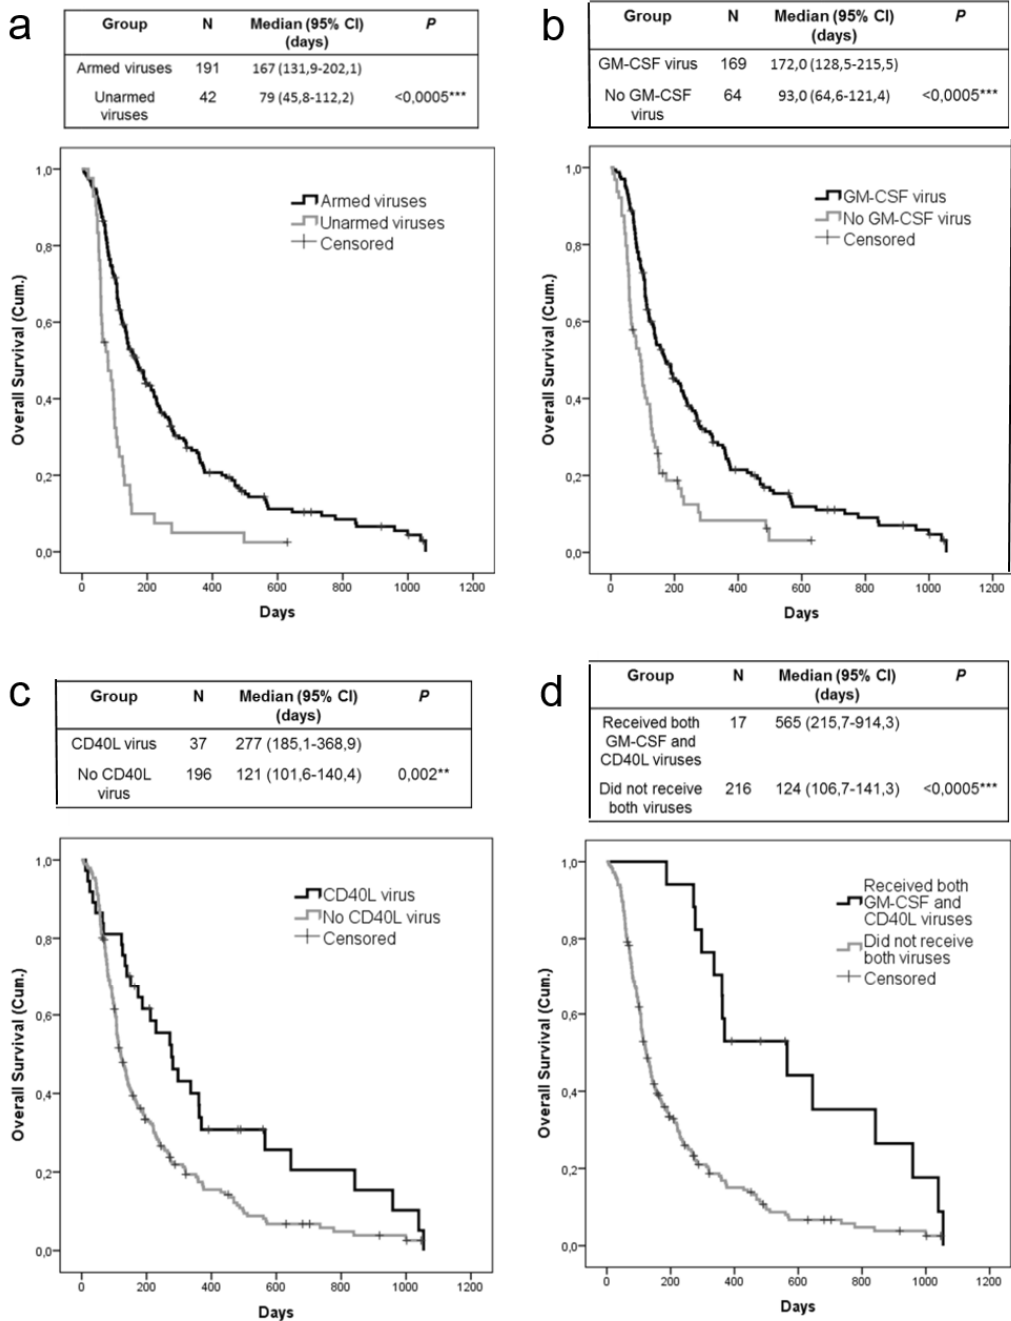 a
Group N Median (95% CI) P
(days)
Armed viruses 191 167 (131,9-202,1)
Unarmed 42 79 (45,8-112,2) <0,0005***
viruses
1,0
0,8
0,6
0,4
0,2
0,0
Overall Survival (Cum.)
Armed viruses
Unarmed viruses
Censored
0 200 400 600 800 1000 1200
Days
b
Group N Median (95% CI) P
(days)
GM-CSF virus 169 172,0 (128,5-215,5)
No GM-CSF 64 93,0 (64,6-121,4) <0,0005***
virus
1,0
0,8
0,6
0,4
0,2
0,0
Overall Survival (Cum.)
GM-CSF virus
No GM-CSF virus
Censored
0 200 400 600 800 1000 1200
Days
c
Group N Median (95% CI) P
(days)
CD40L virus 37 277 (185,1-368,9)
No CD40L 196 121 (101,6-140,4) 0,002**
virus
1,0
0,8
0,6
0,4
0,2
0,0
Overall Survival (Cum.)
CD40L virus
No CD40L virus
Censored
0 200 400 600 800 1000 1200
Days
d
Group N Median (95% CI) P
(days)
Received both 17 565 (215,7-914,3)
GM-CSF and
CD40L viruses
Did not receive 216 124 (106,7-141,3) <0,0005***
both viruses
1,0
0,8
0,6
0,4
0,2
0,0
Overall Survival (Cum.)
Received both
GM-CSF and
CD40L viruses
Did not receive
both viruses
Censored
0 200 400 600 800 1000 1200
Days